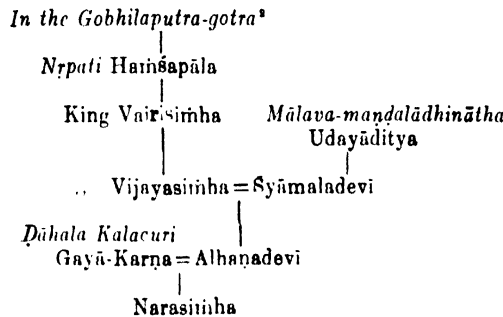 In the Gobhilaputra-gotra²
Nṛpati Haṁsapāla
King Vairisiṁha Mālava-maṇḍalādhinātha
Udayāditya
,, Vijayasiṁha = Śyāmaladevī
Ḍāhala Kalacuri
Gayā-Karṇa = Alhaṇadevī
Narasiṁha